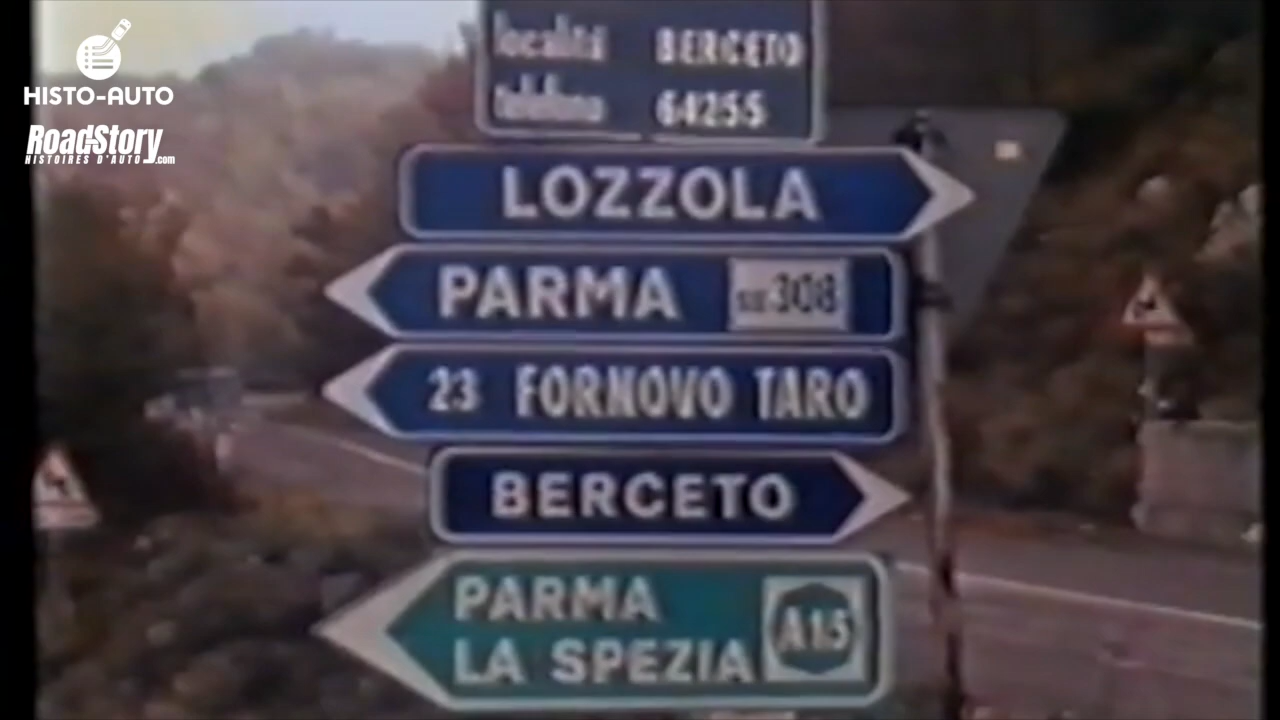 HISTO-AUTO
RoadStory
HISTOIRES D'AUTO.com
località BERCETO
telefono 64255
LOZZOLA
PARMA 308
23 FORNOVO TARO
BERCETO
PARMA
LA SPEZIA A15